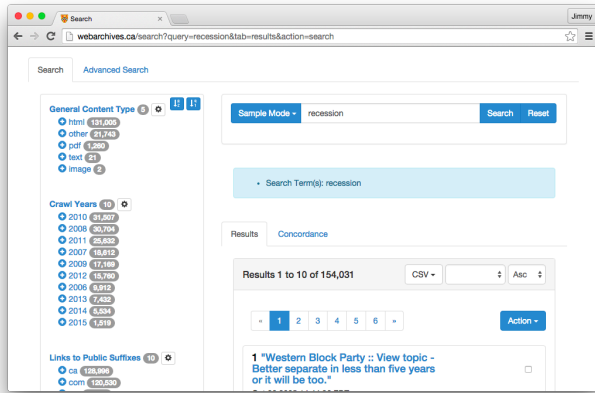 Search
Jimmy
webarchives.ca/search?query=recession&tab=results&action=search
Search Advanced Search
General Content Type 5
html 131,005
other 21,743
pdf 1,260
text 21
image 2
Crawl Years 10
2010 31,507
2008 30,704
2011 25,632
2007 18,612
2009 17,169
2012 15,760
2006 9,912
2013 7,432
2014 5,534
2015 1,519
Links to Public Suffixes 10
ca 128,996
com 120,530
Sample Mode recession Search Reset
Search Term(s): recession
Results Concordance
Results 1 to 10 of 154,031 CSV Asc
« 1 2 3 4 5 6 » Action
1 "Western Block Party :: View topic -
Better separate in less than five years
or it will be too."